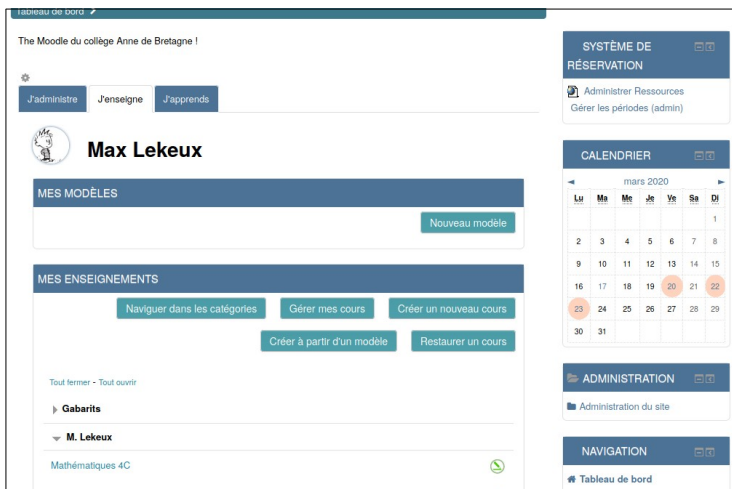 Tableau de bord
The Moodle du collège Anne de Bretagne !
J'administre J'enseigne J'apprends
Max Lekeux
MES MODÈLES
Nouveau modèle
MES ENSEIGNEMENTS
Naviguer dans les catégories Gérer mes cours Créer un nouveau cours
Créer à partir d'un modèle Restaurer un cours
Tout fermer - Tout ouvrir
Gabarits
M. Lekeux
Mathématiques 4C
SYSTÈME DE
RÉSERVATION
Administrer Ressources
Gérer les périodes (admin)
CALENDRIER
◄ mars 2020 ►
Lu Ma Me Je Ve Sa Di
1
2 3 4 5 6 7 8
9 10 11 12 13 14 15
16 17 18 19 20 21 22
23 24 25 26 27 28 29
30 31
ADMINISTRATION
Administration du site
NAVIGATION
Tableau de bord